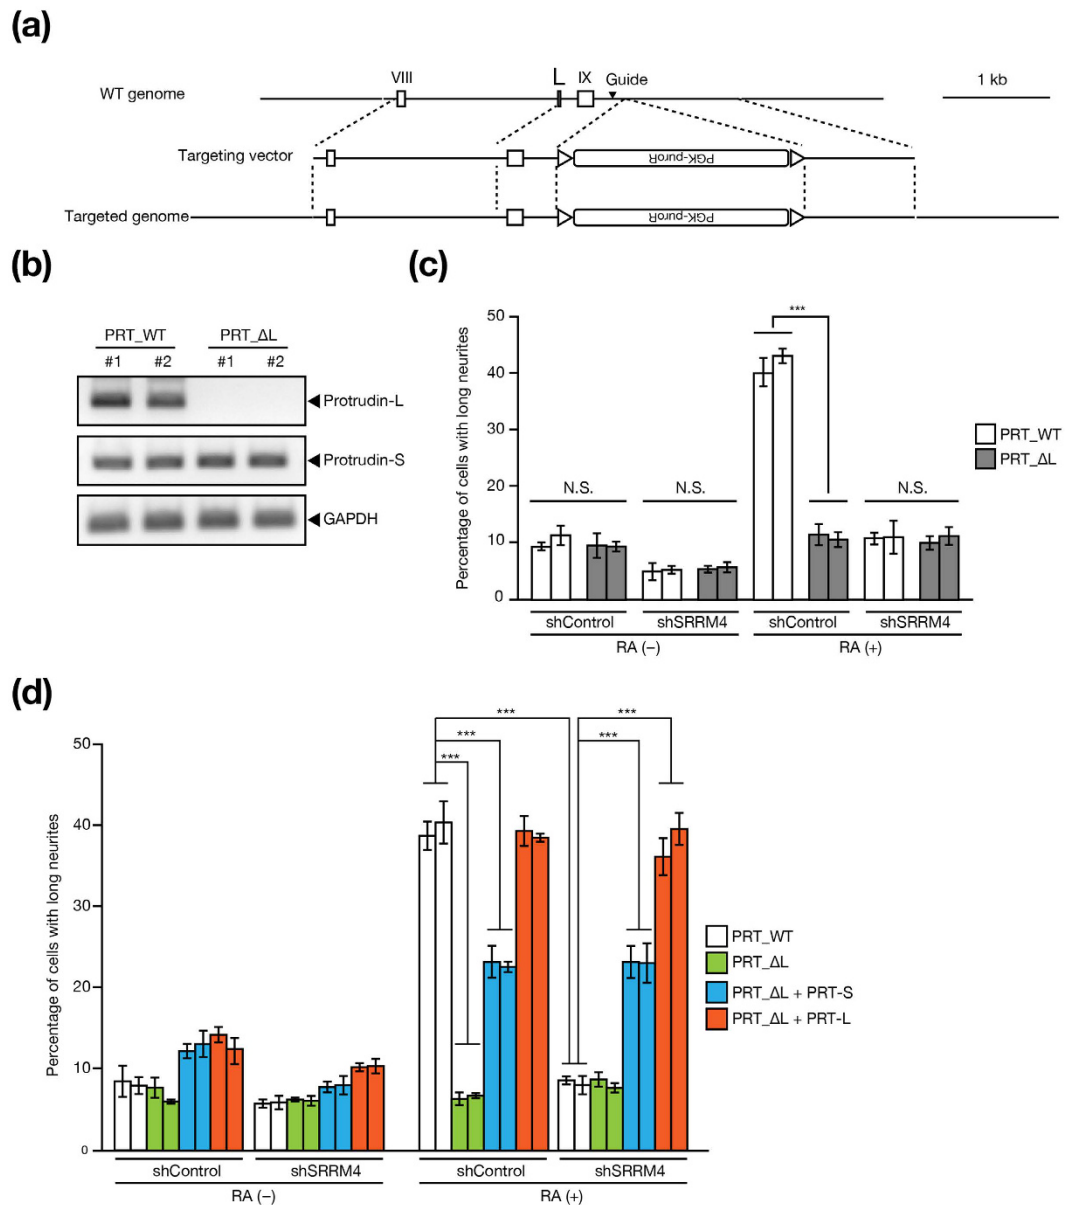 (a)
VIII L IX Guide 1 kb
WT genome
Targeting vector PGK-puroR
Targeted genome PGK-puroR
(b)
PRT_WT PRT_ΔL
#1 #2 #1 #2
Protrudin-L
Protrudin-S
GAPDH
(c)
Percentage of cells with long neurites
50
40
30
20
10
0
N.S. N.S. *** N.S.
PRT_WT
PRT_ΔL
shControl shSRRM4 shControl shSRRM4
RA (−) RA (+)
(d)
Percentage of cells with long neurites
50
40
30
20
10
0
*** ***
*** ***
***
PRT_WT
PRT_ΔL
PRT_ΔL + PRT-S
PRT_ΔL + PRT-L
shControl shSRRM4 shControl shSRRM4
RA (−) RA (+)